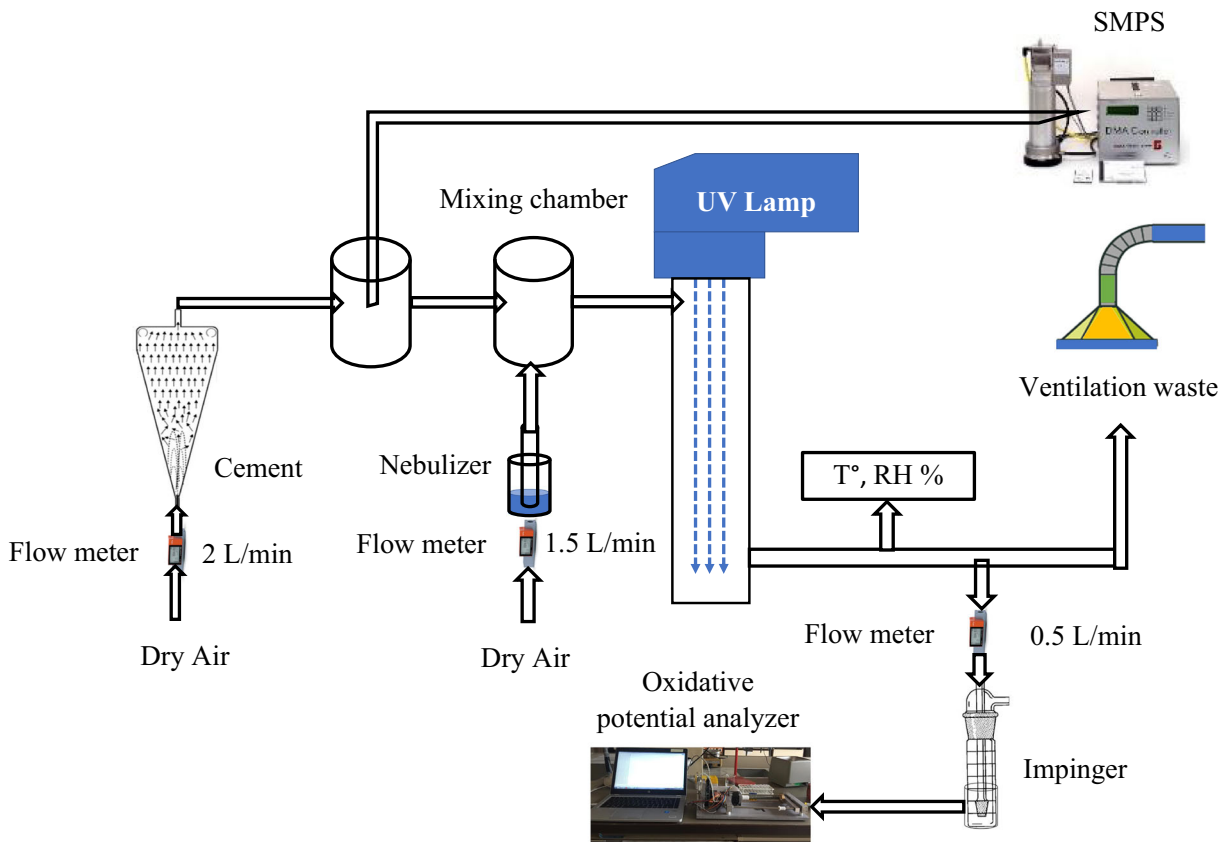 SMPS
DMA Controller
Mixing chamber
UV Lamp
Ventilation waste
Cement
Nebulizer
T°, RH %
Flow meter
2 L/min
Flow meter
1.5 L/min
Flow meter
0.5 L/min
Dry Air
Dry Air
Oxidative
potential analyzer
Impinger